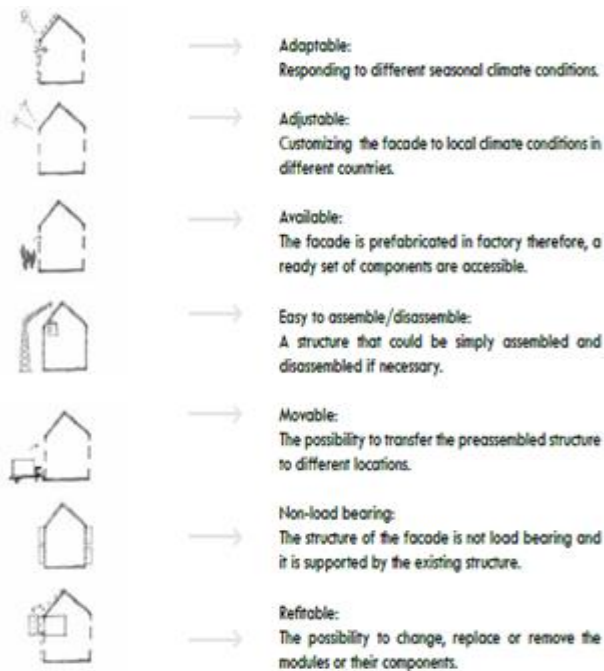 Adaptable:
Responding to different seasonal climate conditions.
Adjustable:
Customizing the facade to local climate conditions in
different countries.
Available:
The facade is prefabricated in factory therefore, a
ready set of components are accessible.
Easy to assemble/disassemble:
A structure that could be simply assembled and
disassembled if necessary.
Movable:
The possibility to transfer the preassembled structure
to different locations.
Non-load bearing:
The structure of the facade is not load bearing and
it is supported by the existing structure.
Refitable:
The possibility to change, replace or remove the
modules or their components.